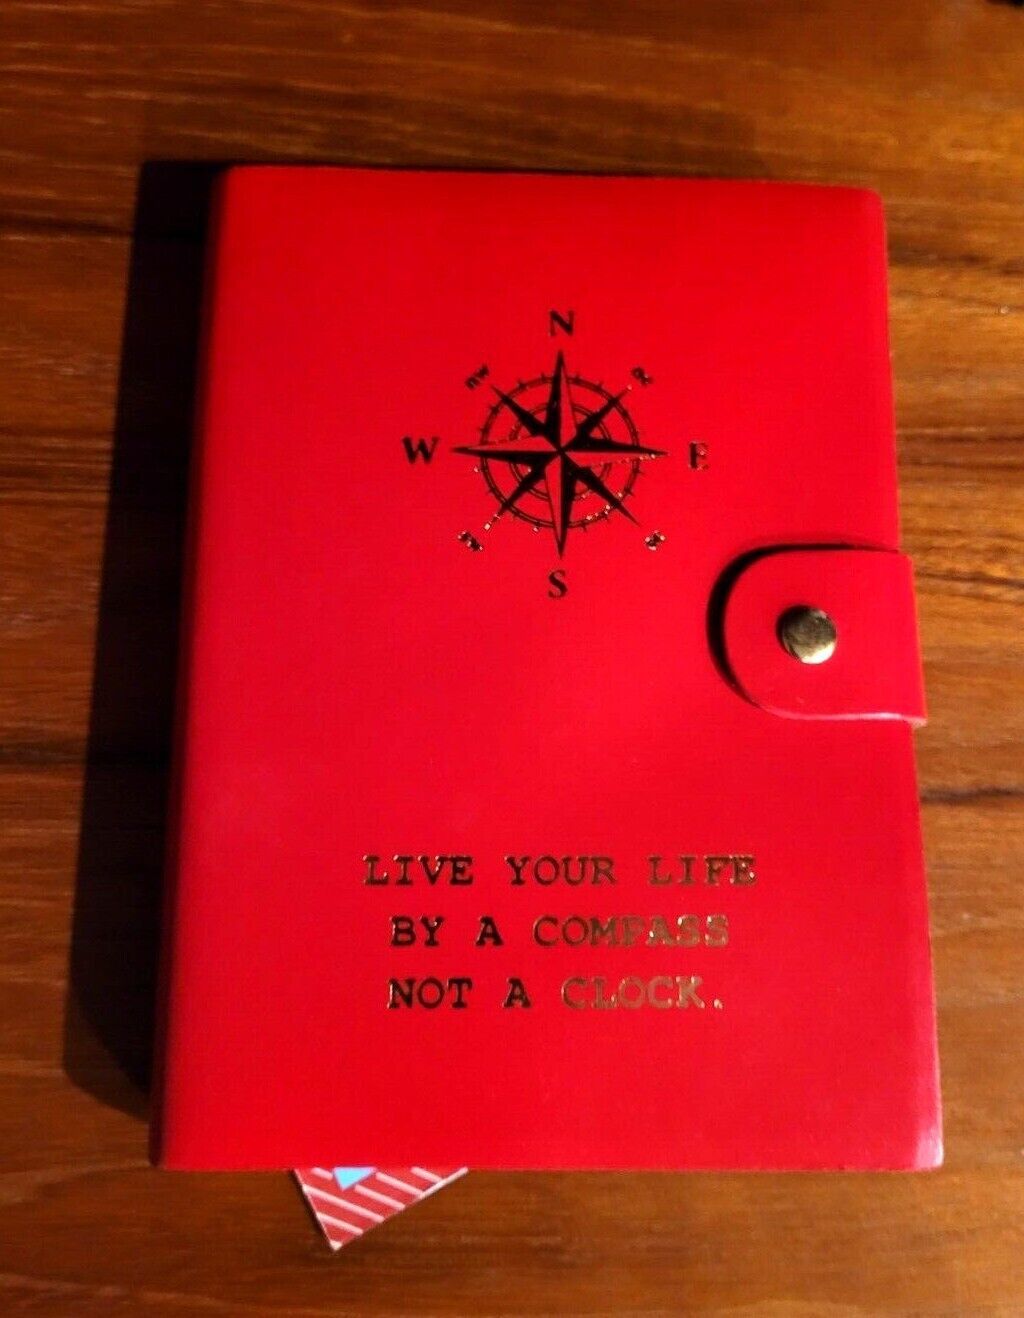 N
W E
S
LIVE YOUR LIFE
BY A COMPASS
NOT A CLOCK.